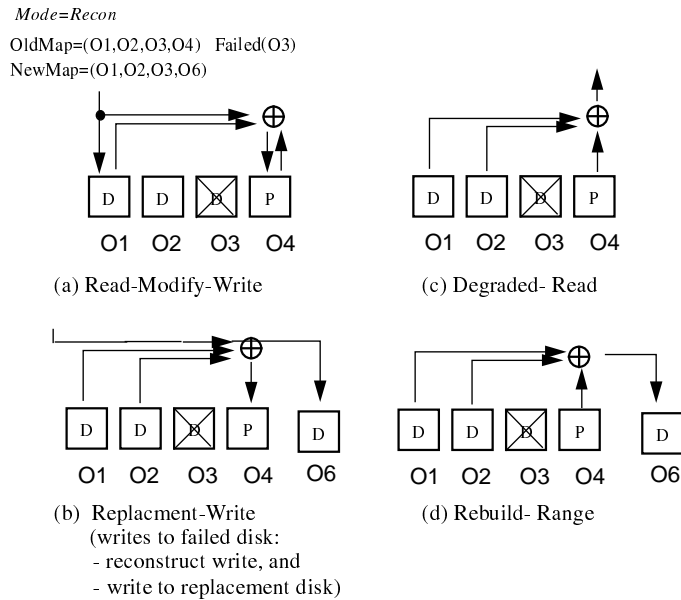 Mode=Recon
OldMap=(O1,O2,O3,O4) Failed(O3)
NewMap=(O1,O2,O3,O6)
D D D P
O1 O2 O3 O4
(a) Read-Modify-Write
D D D P
O1 O2 O3 O4
(c) Degraded- Read
D D D P D
O1 O2 O3 O4 O6
(b) Replacment-Write
(writes to failed disk:
- reconstruct write, and
- write to replacement disk)
D D D P D
O1 O2 O3 O4 O6
(d) Rebuild- Range